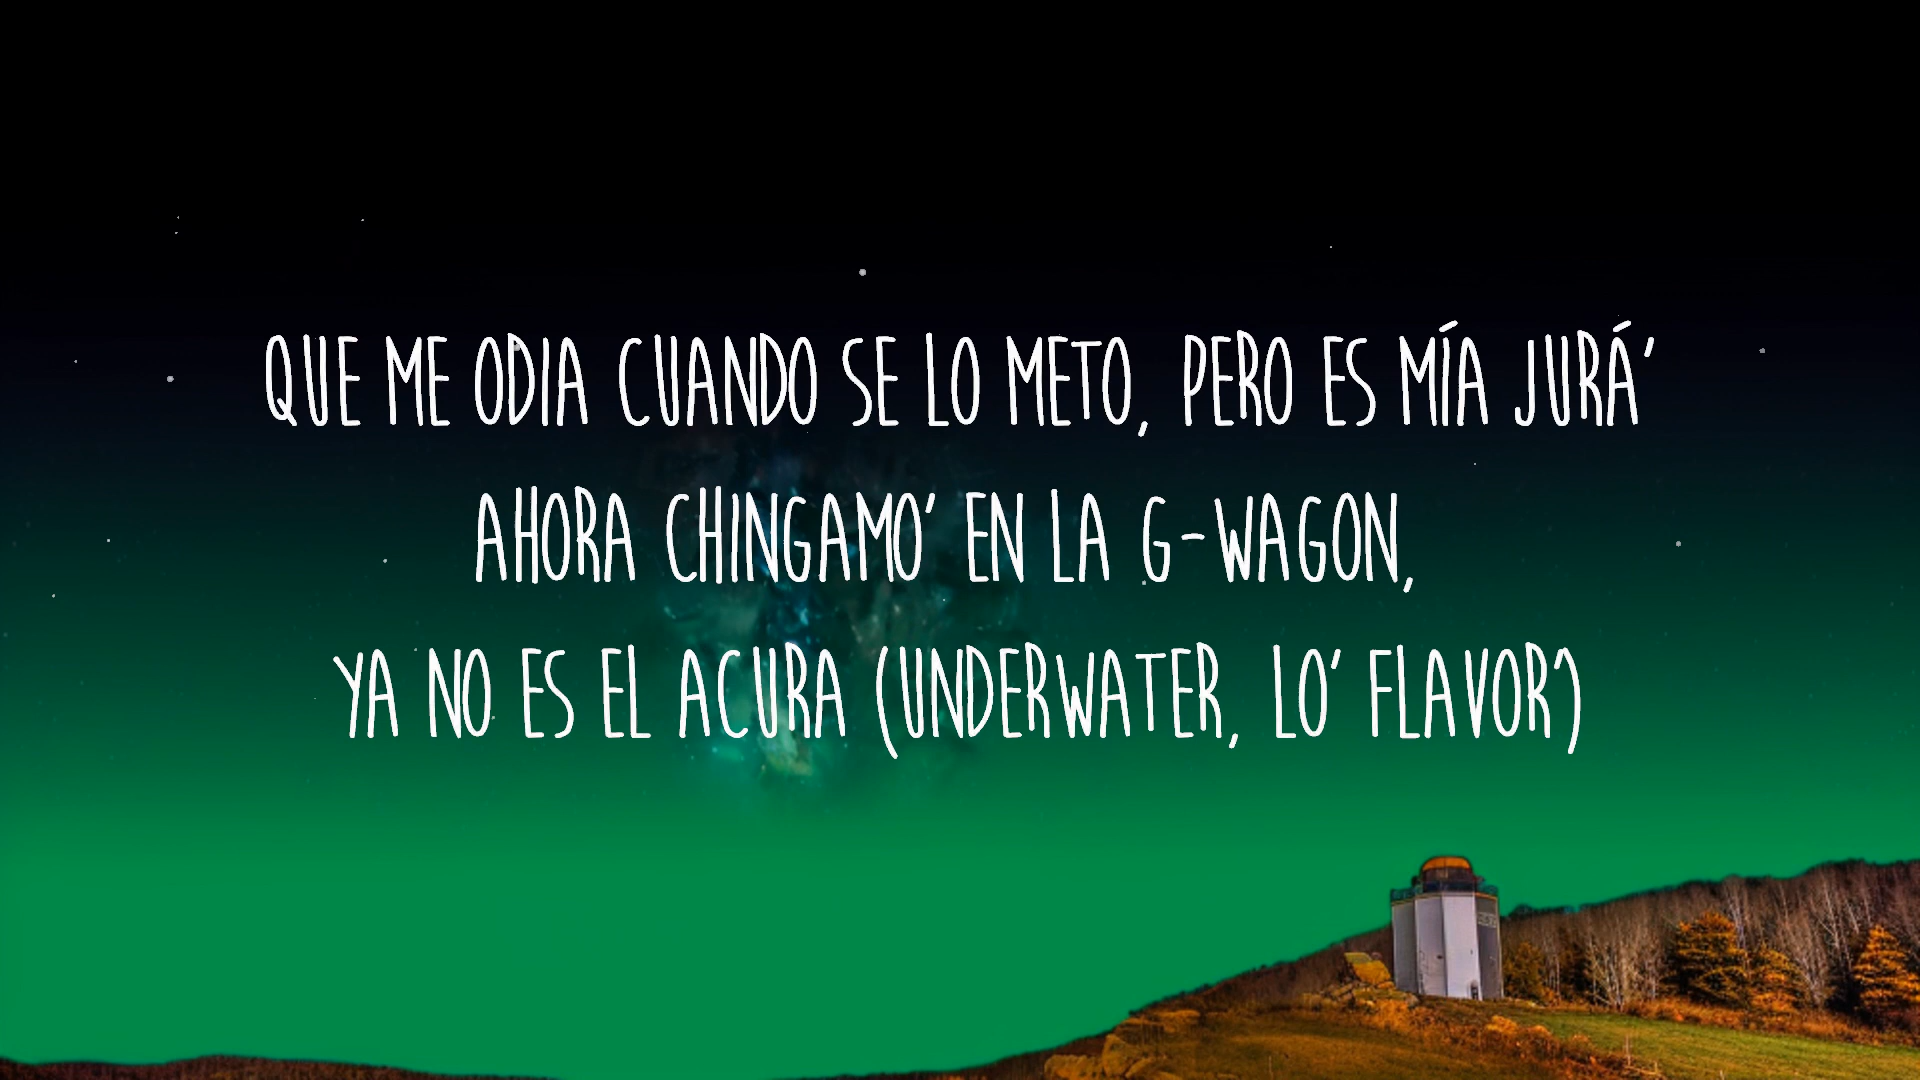 QUE ME ODIA CUANDO SE LO METO, PERO ES MÍA JURÁ'
AHORA CHINGAMO' EN LA G-WAGON,
YA NO ES EL ACURA (UNDERWATER, LO' FLAVOR')